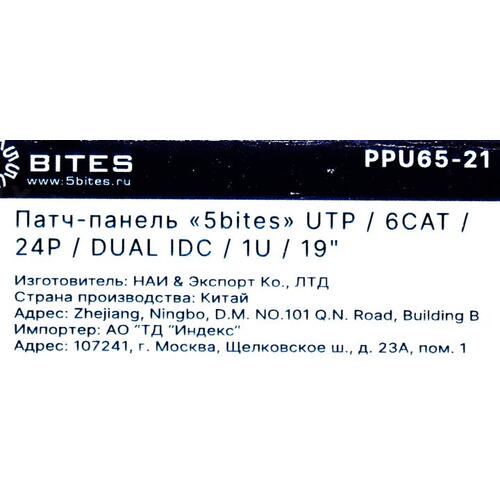 BITES PPU65-21
www.5bites.ru
Патч-панель «5bites» UTP / 6CAT /
24P / DUAL IDC / 1U / 19"
Изготовитель: НАИ & Экспорт Ко., ЛТД
Страна производства: Китай
Адрес: Zhejiang, Ningbo, D.M. NO.101 Q.N. Road, Building B
Импортер: АО "ТД "Индекс"
Адрес: 107241, г. Москва, Щелковское ш., д. 23А, пом. 1